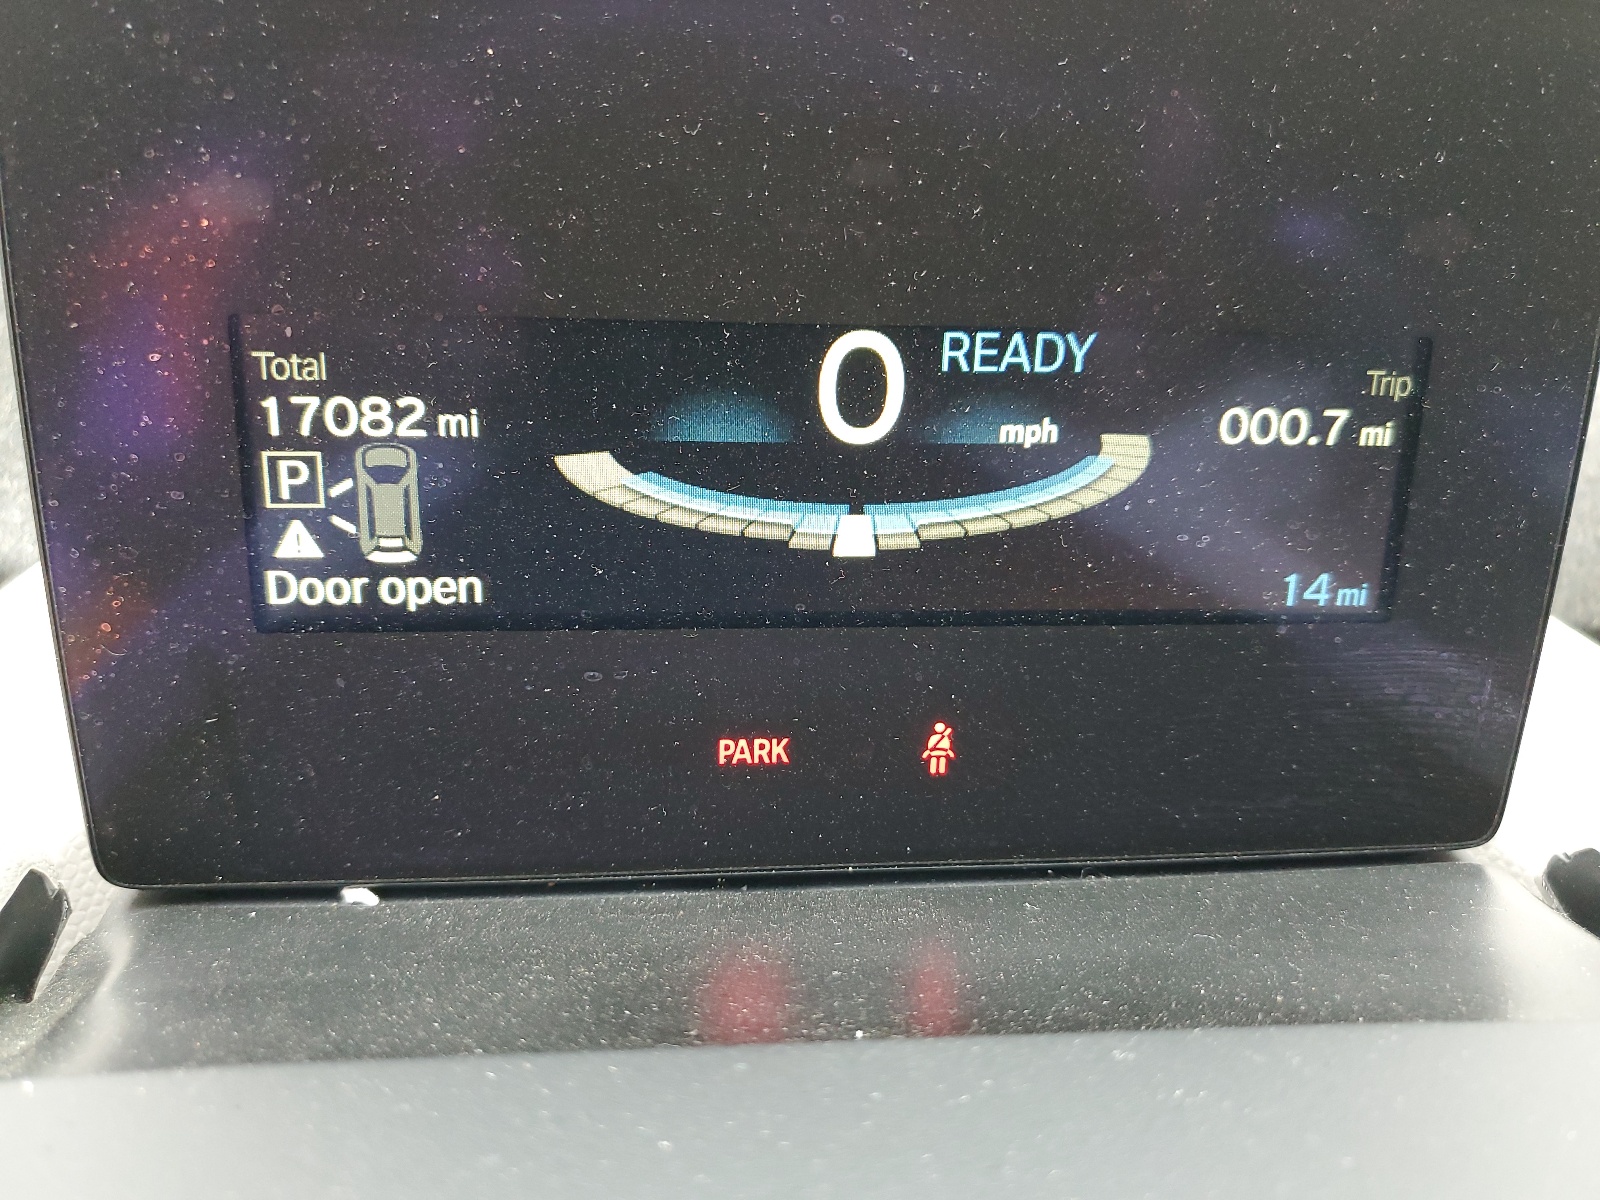 Total
17082 mi
P
Door open
0 READY
mph
Trip
000.7 mi
14 mi
PARK